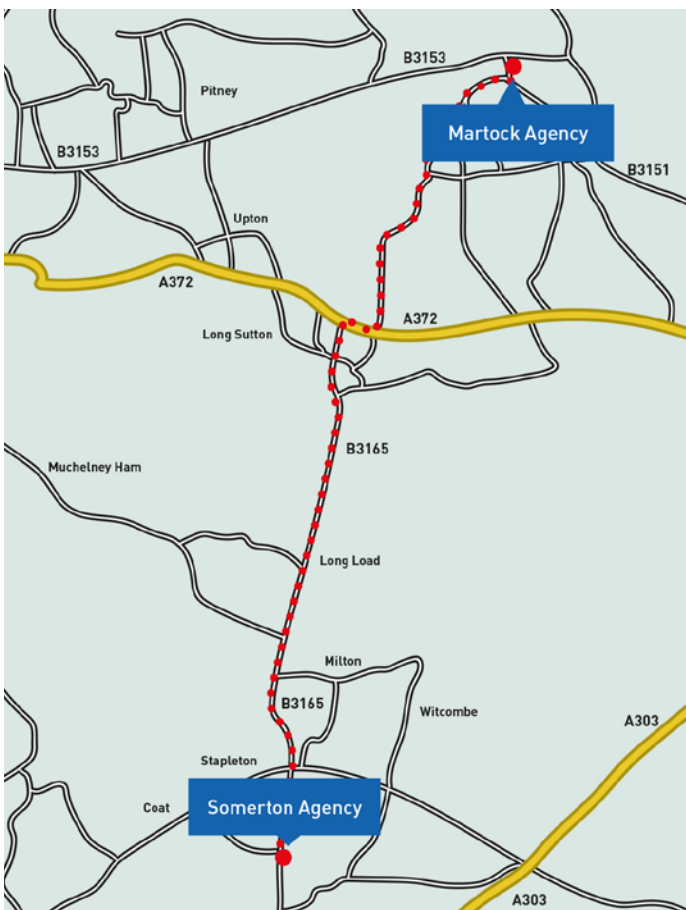 B3153
Pitney
Martock Agency
B3153
B3151
Upton
A372
A372
Long Sutton
B3165
Muchelney Ham
Long Load
Milton
B3165
Witcombe
A303
Stapleton
Coat
Somerton Agency
A303